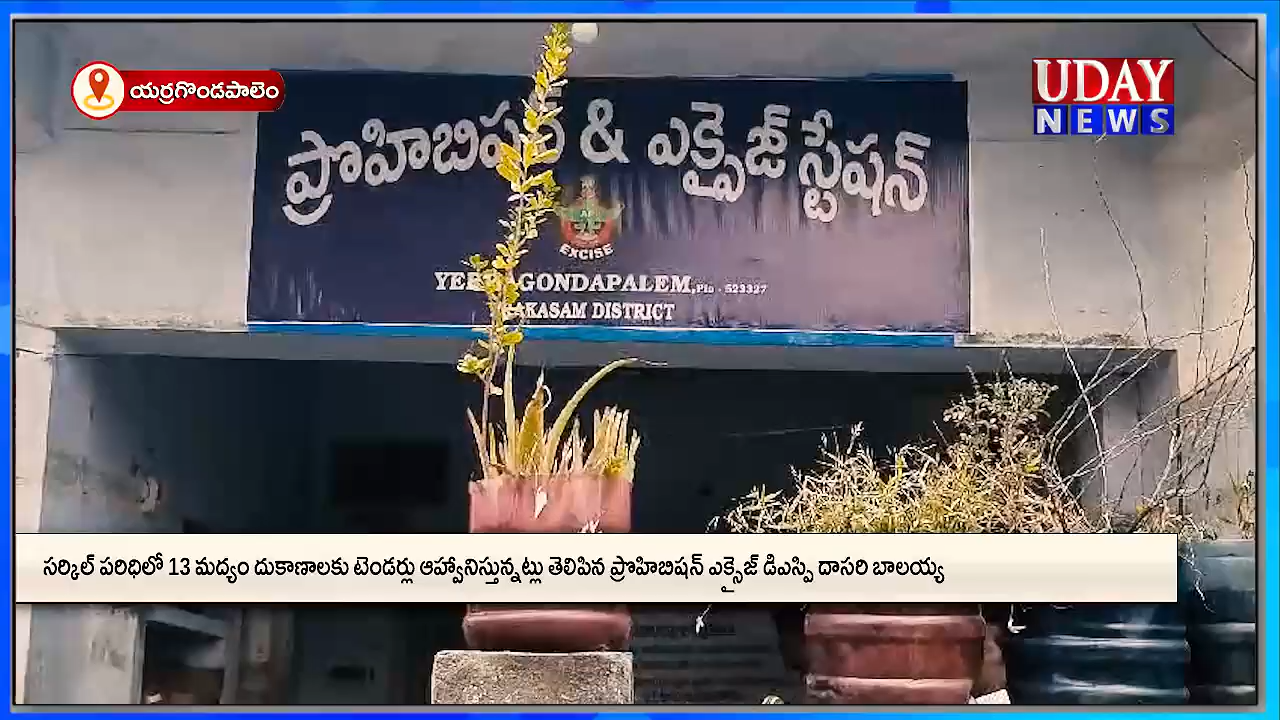 యర్రగొండపాలెం
UDAY
NEWS
ప్రొహిబిషన్ & ఎక్సైజ్ స్టేషన్
EXCISE
GONDAPALEM, Pin - 523327
DISTRICT
సర్కిల్ పరిధిలో 13 మద్యం దుకాణాలకు టెండర్లు ఆహ్వానిస్తున్నట్లు తెలిపిన ప్రొహిబిషన్ ఎక్సైజ్ డిఎస్పి దాసరి బాలయ్య